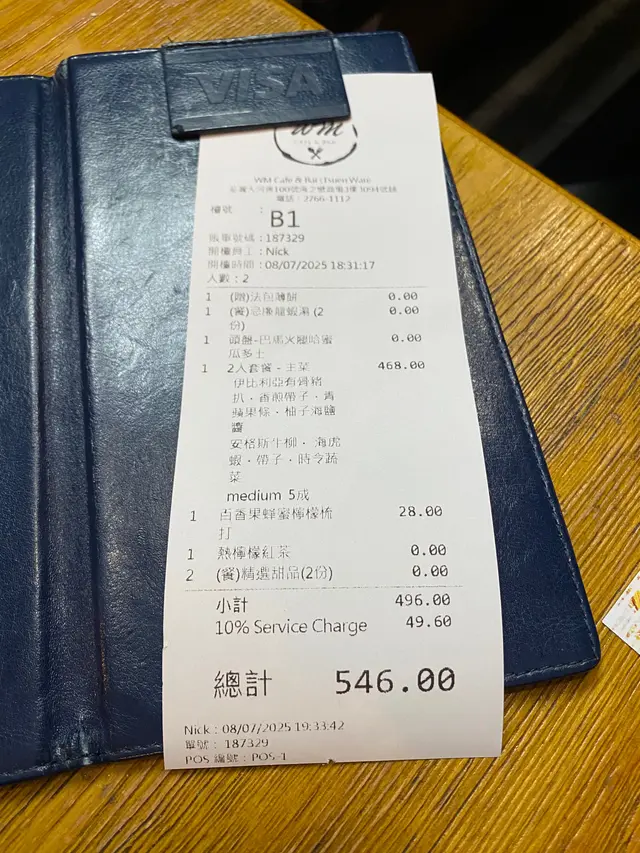 VISA
WM
CAFE & BAR
WM Cafe & Bar (Tsuen Wan)
電話：2766-1112
檯號 : B1
賬單號碼 : 187329
開檯員工 : Nick
開檯時間 : 08/07/2025 18:31:17
人數 : 2
1 (贈)法包薄餅 0.00
1 (餐)忌廉龍蝦湯 (2 0.00
份)
1 頭盤-巴馬火腿哈蜜 0.00
瓜多士
1 2人套餐 - 主菜 468.00
伊比利亞有骨豬
扒．香煎帶子．青
蘋果條．柚子海鹽
醬
安格斯牛柳． 海虎
蝦．帶子．時令蔬
菜
medium 5成
1 百香果蜂蜜檸檬梳 28.00
打
1 熱檸檬紅茶 0.00
2 (餐)精選甜品(2份) 0.00
小計 496.00
10% Service Charge 49.60
總計 546.00
Nick : 08/07/2025 19:33:42
單號 : 187329
POS 編號 : POS-1